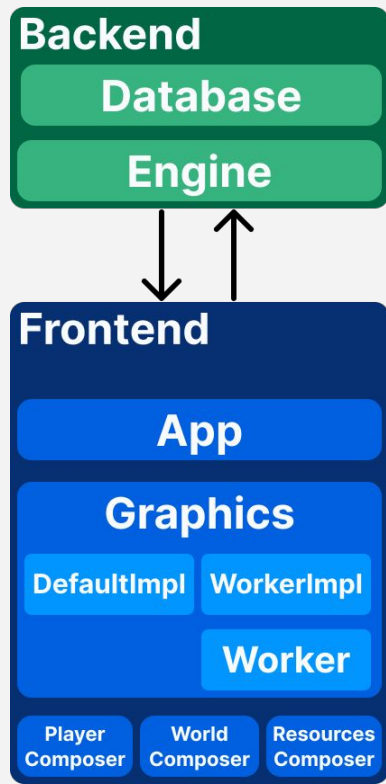 Backend
Database
Engine
Frontend
App
Graphics
DefaultImpl WorkerImpl
Worker
Player World Resources
Composer Composer Composer